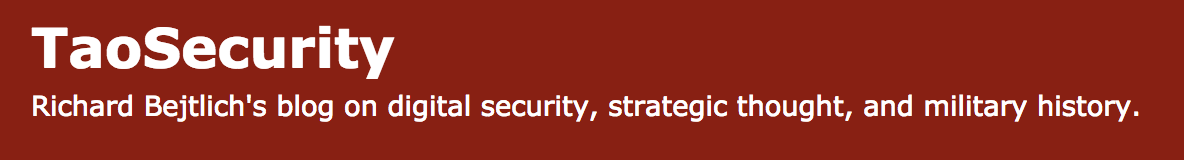 TaoSecurity
Richard Bejtlich's blog on digital security, strategic thought, and military history.